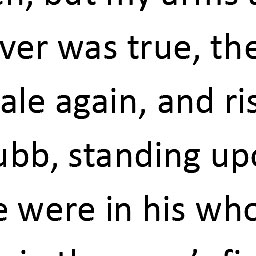 but my arms
ver was true, the
ale again, and ris
ubb, standing upo
e were in his who